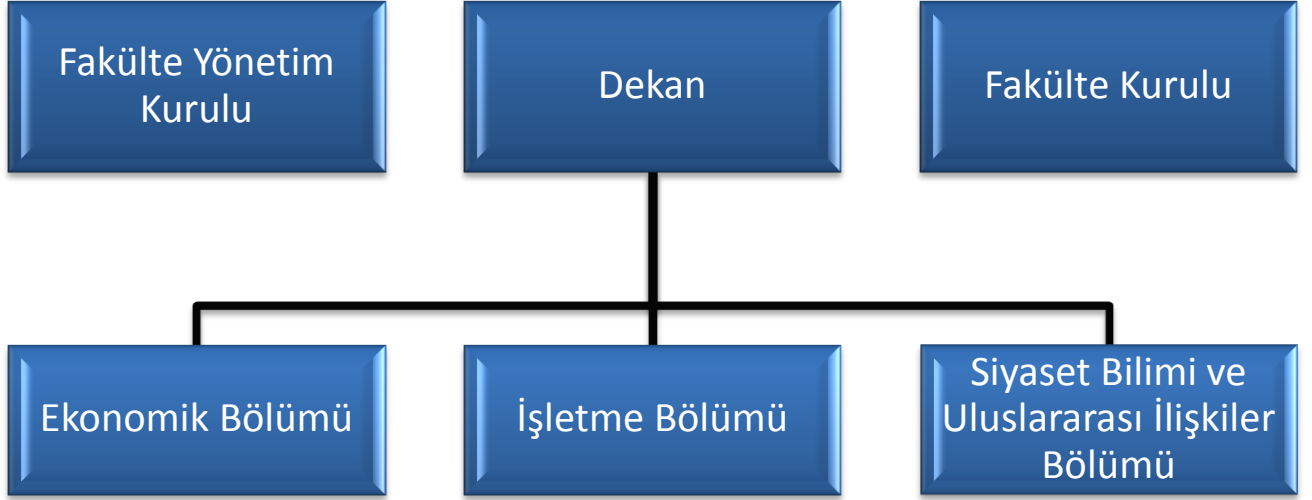 Fakülte Yönetim
Kurulu
Dekan
Fakülte Kurulu
Ekonomik Bölümü
İşletme Bölümü
Siyaset Bilimi ve
Uluslararası İlişkiler
Bölümü